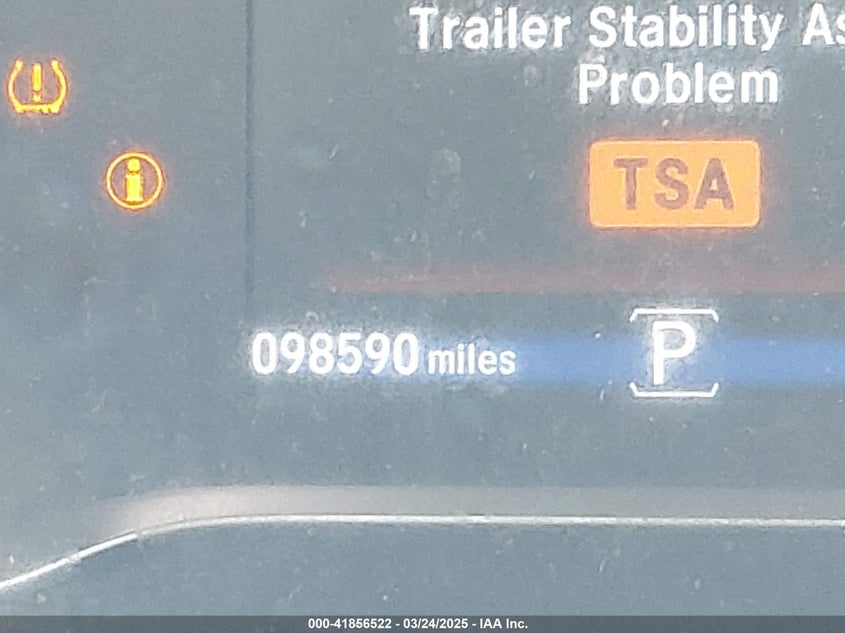 Trailer Stability As
Problem
TSA
098590 miles
P
000-41856522 - 03/24/2025 - IAA Inc.